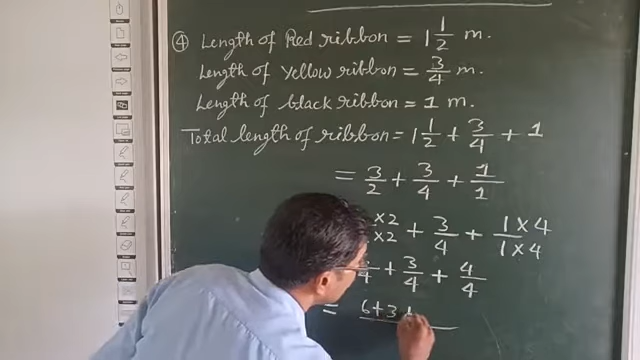 ④ Length of Red ribbon = 1 1/2 m.
Length of yellow ribbon = 3/4 m.
Length of black ribbon = 1 m.
Total length of ribbon = 1 1/2 + 3/4 + 1
= 3/2 + 3/4 + 1/1
×2/×2 + 3/4 + 1×4/1×4
/4 + 3/4 + 4/4
= 6+3+